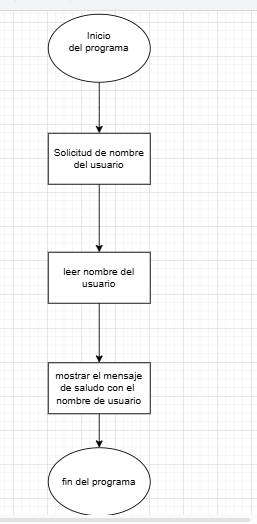 Inicio
del programa
Solicitud de nombre
del usuario
leer nombre del
usuario
mostrar el mensaje
de saludo con el
nombre de usuario
fin del programa